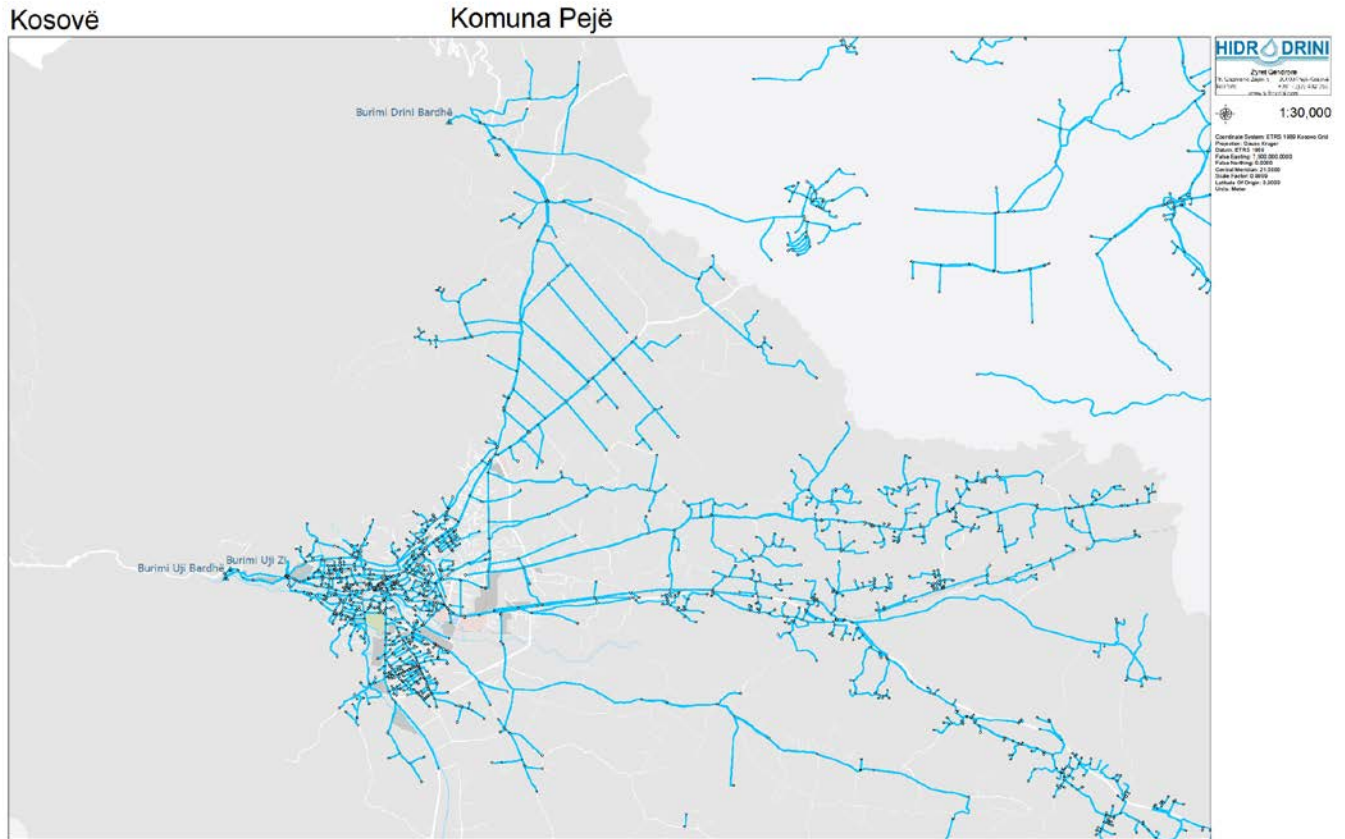 Kosovë
Komuna Pejë
HIDRODRINI
Zyret Qendrore
1:30,000
Coordinate System: ETRS 1989 Kosovo Grid
Projection: Gauss Kruger
Datum: ETRS 1989
False Easting: 7,500,000.0000
False Northing: 0.0000
Central Meridian: 21.0000
Scale Factor: 0.9999
Latitude Of Origin: 0.0000
Units: Meter
Burimi Drini Bardhë
Burimi Uji Zi
Burimi Uji Bardhë